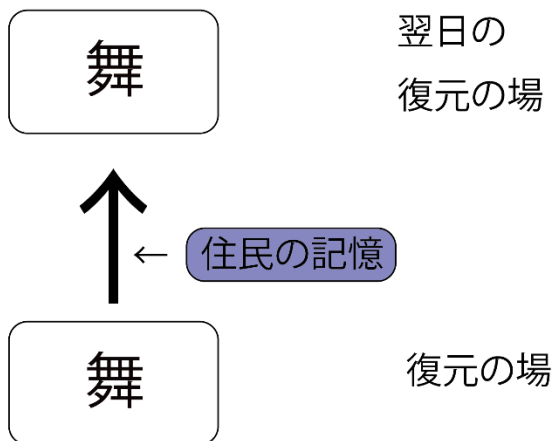 舞
翌日の
復元の場
← 住民の記憶
舞
復元の場